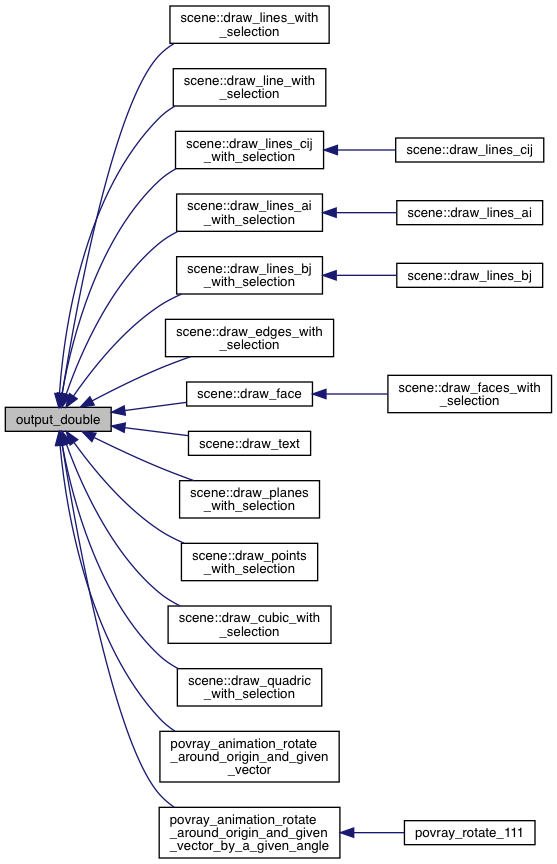 scene::draw_lines_with
_selection
scene::draw_line_with
_selection
scene::draw_lines_cij
_with_selection
scene::draw_lines_cij
scene::draw_lines_ai
_with_selection
scene::draw_lines_ai
scene::draw_lines_bj
_with_selection
scene::draw_lines_bj
scene::draw_edges_with
_selection
scene::draw_face
scene::draw_faces_with
_selection
output_double
scene::draw_text
scene::draw_planes
_with_selection
scene::draw_points
_with_selection
scene::draw_cubic_with
_selection
scene::draw_quadric
_with_selection
povray_animation_rotate
_around_origin_and_given
_vector
povray_animation_rotate
_around_origin_and_given
_vector_by_a_given_angle
povray_rotate_111